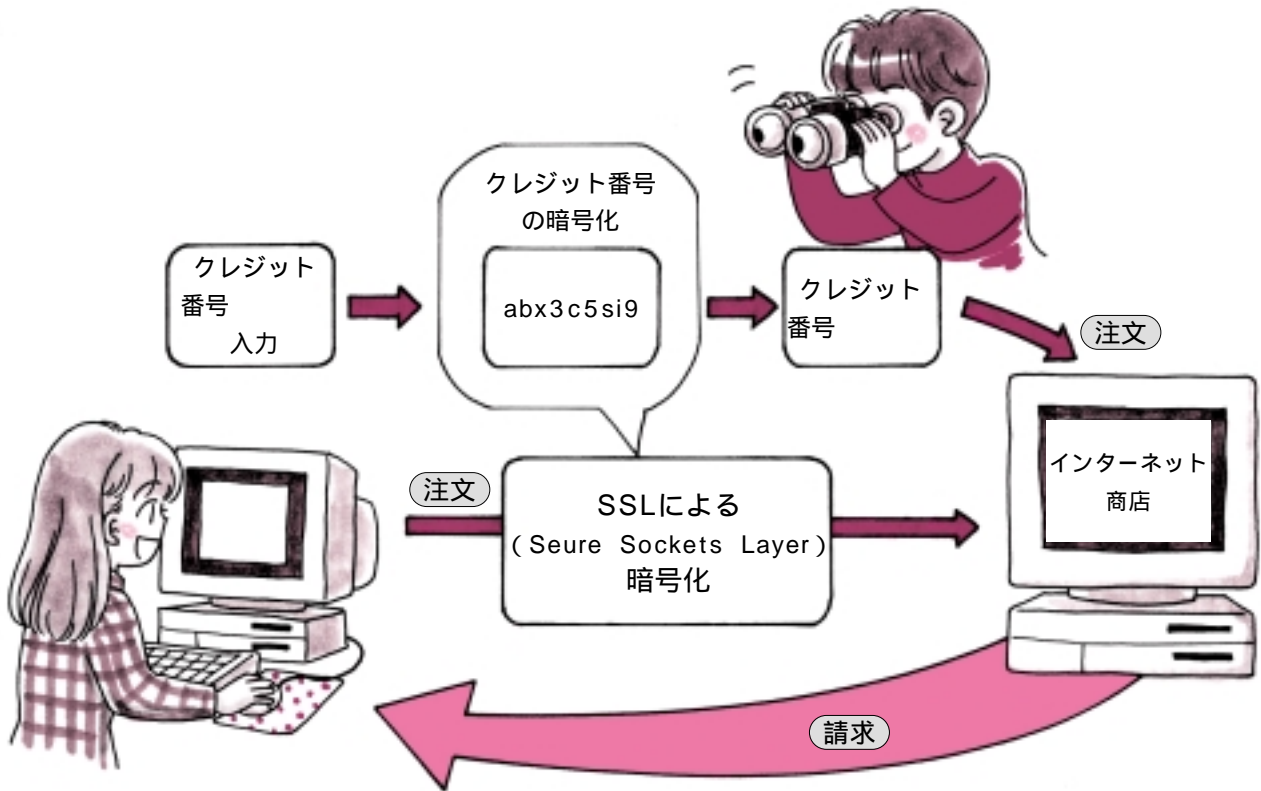 クレジット番号
の暗号化
クレジット
番号
入力
abx3c5si9
クレジット
番号
注文
注文
SSLによる
(Seure Sockets Layer)
暗号化
インターネット
商店
請求